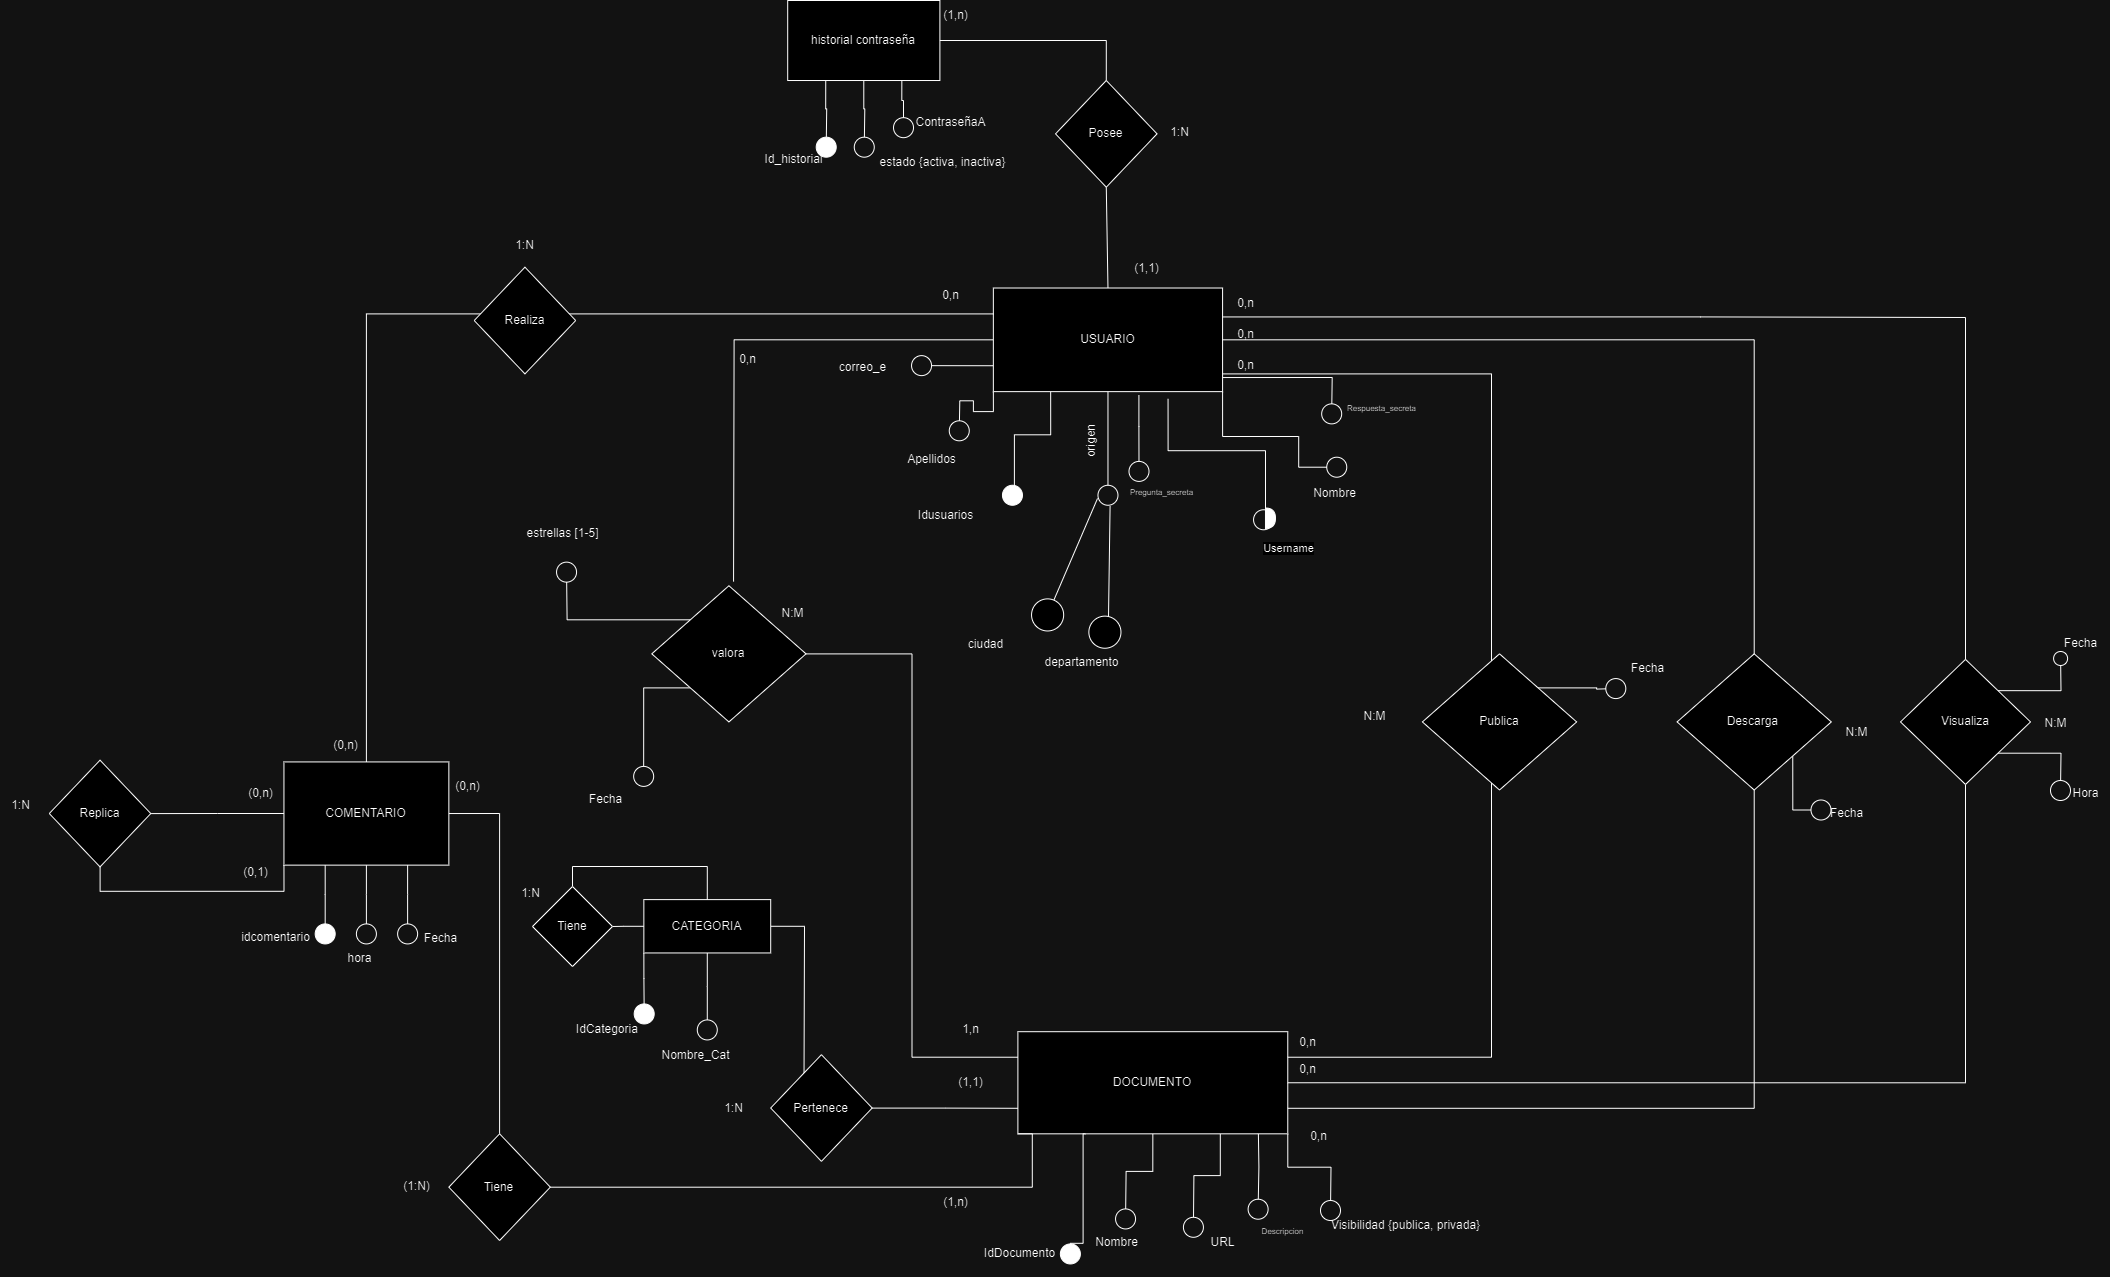 (1,n)
historial contraseña
ContraseñaA
Id_historial
estado {activa, inactiva}
Posee
1:N
1:N
Realiza
(1,1)
0,n
0,n
USUARIO
0,n
0,n
0,n
0,n
correo_e
Respuesta_secreta
Apellidos
origen
Pregunta_secreta
Nombre
Idusuarios
Username
estrellas [1-5]
N:M
valora
ciudad
departamento
Fecha
Fecha
N:M
Publica
Descarga
N:M
Visualiza
N:M
Fecha
Hora
Fecha
(0,n)
(0,n)
(0,n)
1:N
Replica
COMENTARIO
(0,1)
idcomentario
hora
Fecha
1:N
Tiene
CATEGORIA
IdCategoria
Nombre_Cat
1,n
0,n
0,n
(1,1)
DOCUMENTO
1:N
Pertenece
0,n
(1:N)
Tiene
(1,n)
IdDocumento
Nombre
URL
Descripcion
Visibilidad {publica, privada}